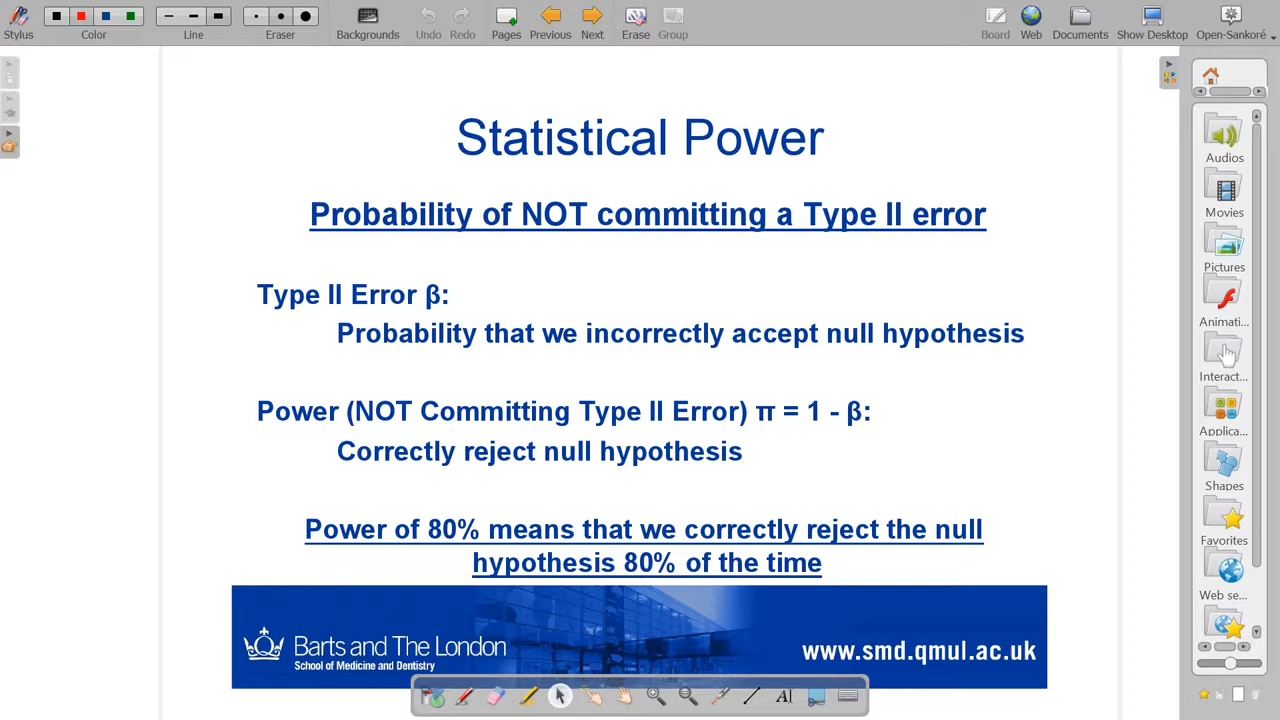 Stylus
Color
Line
Eraser
Backgrounds
Undo
Redo
Pages
Previous
Next
Erase
Group
Board
Web
Documents
Show Desktop
Open-Sankoré
Statistical Power
Probability of NOT committing a Type II error
Type II Error β:
Probability that we incorrectly accept null hypothesis
Power (NOT Committing Type II Error) π = 1 - β:
Correctly reject null hypothesis
Power of 80% means that we correctly reject the null
hypothesis 80% of the time
Barts and The London
School of Medicine and Dentistry
www.smd.qmul.ac.uk
Audios
Movies
Pictures
Animati...
Interact...
Applica...
Shapes
Favorites
Web se...
AI